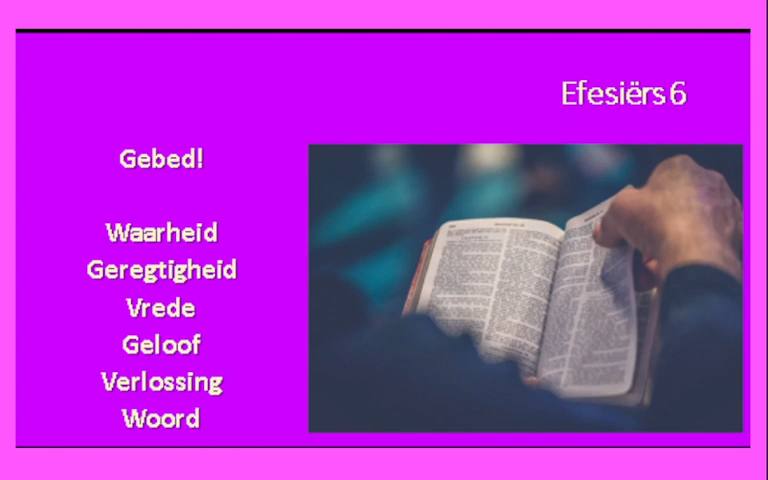 Efesiërs 6
Gebed!
Waarheid
Geregtigheid
Vrede
Geloof
Verlossing
Woord